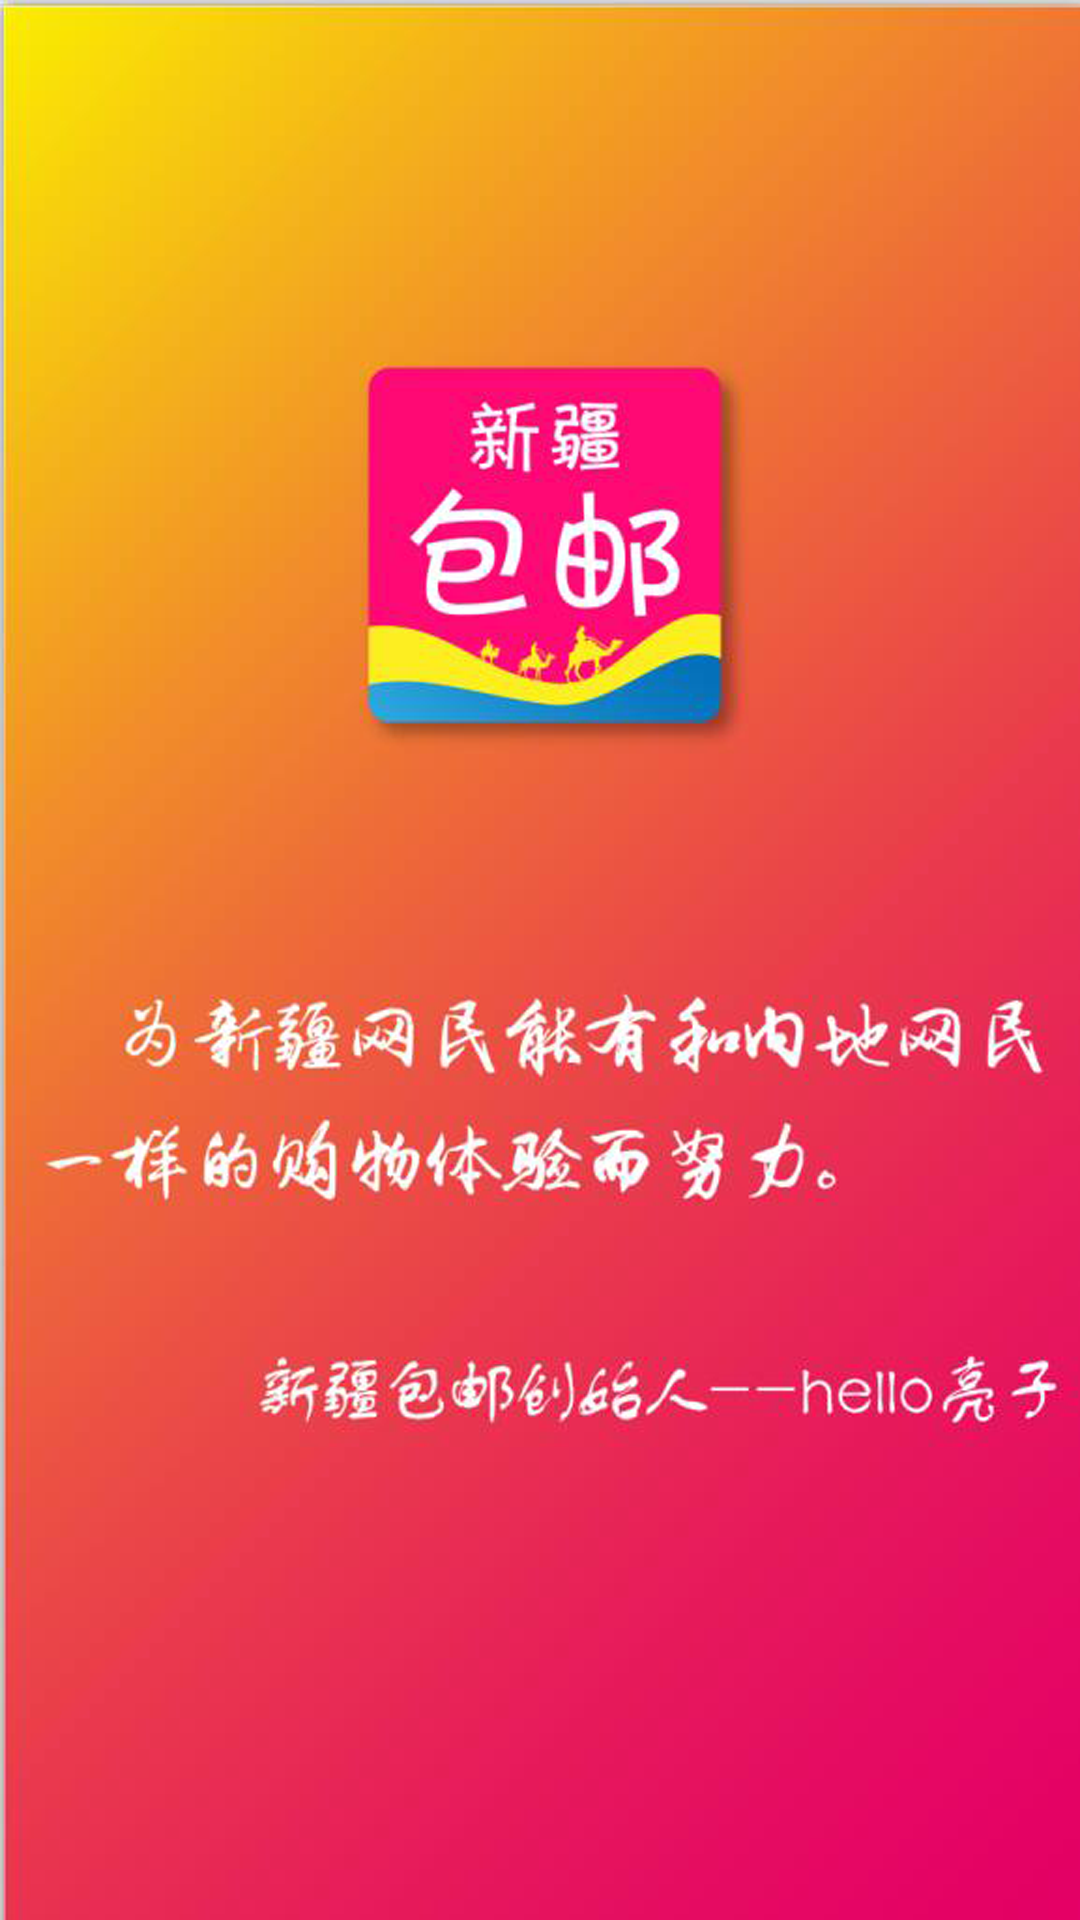 新疆
包邮
为新疆网民能有和内地网民
一样的购物体验而努力。
新疆包邮创始人--hello亮子